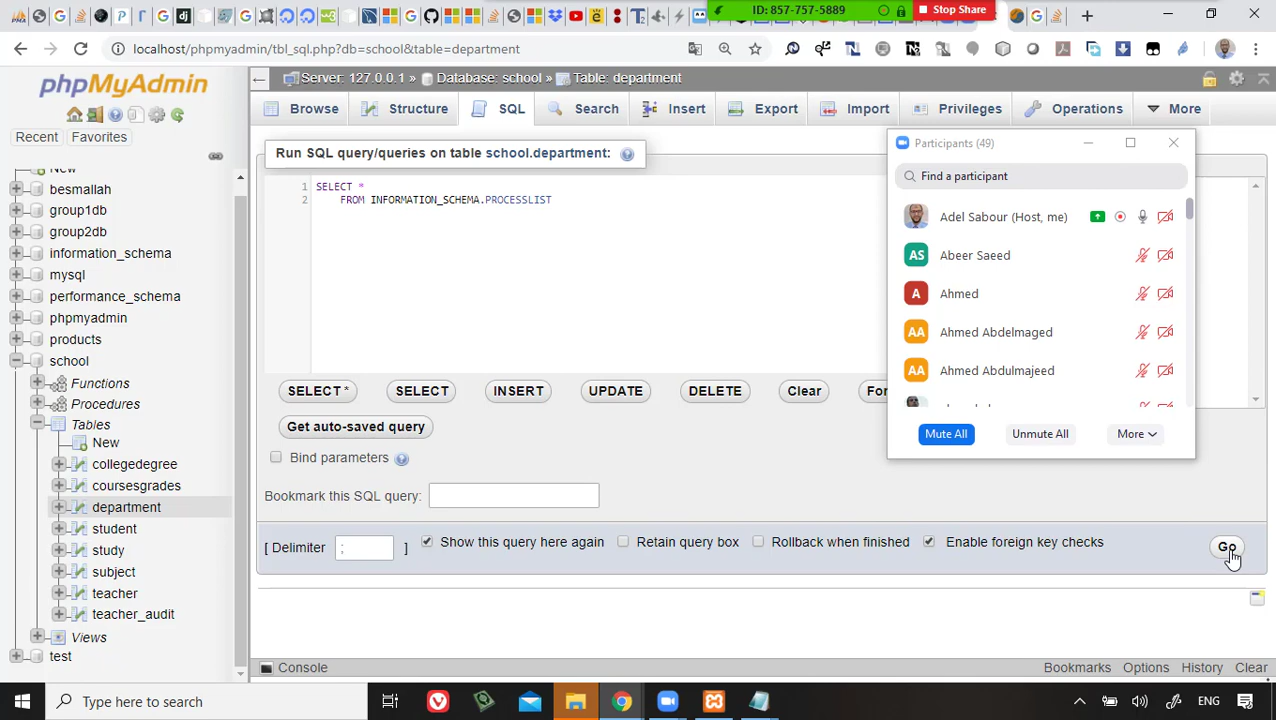 ID: 857-757-5889
Stop Share
localhost/phpmyadmin/tbl_sql.php?db=school&table=department
phpMyAdmin
Recent
Favorites
New
besmallah
group1db
group2db
information_schema
mysql
performance_schema
phpmyadmin
products
school
Functions
Procedures
Tables
New
collegedegree
coursesgrades
department
student
study
subject
teacher
teacher_audit
Views
test
Server: 127.0.0.1 » Database: school » Table: department
Browse
Structure
SQL
Search
Insert
Export
Import
Privileges
Operations
More
Run SQL query/queries on table school.department:
1 SELECT *
2 FROM INFORMATION_SCHEMA.PROCESSLIST
SELECT *
SELECT
INSERT
UPDATE
DELETE
Clear
For
Get auto-saved query
Bind parameters
Bookmark this SQL query:
[ Delimiter ; ]
Show this query here again
Retain query box
Rollback when finished
Enable foreign key checks
Go
Participants (49)
Find a participant
Adel Sabour (Host, me)
AS Abeer Saeed
A Ahmed
AA Ahmed Abdelmaged
AA Ahmed Abdulmajeed
Mute All
Unmute All
More
Console
Bookmarks
Options
History
Clear
Type here to search
ENG